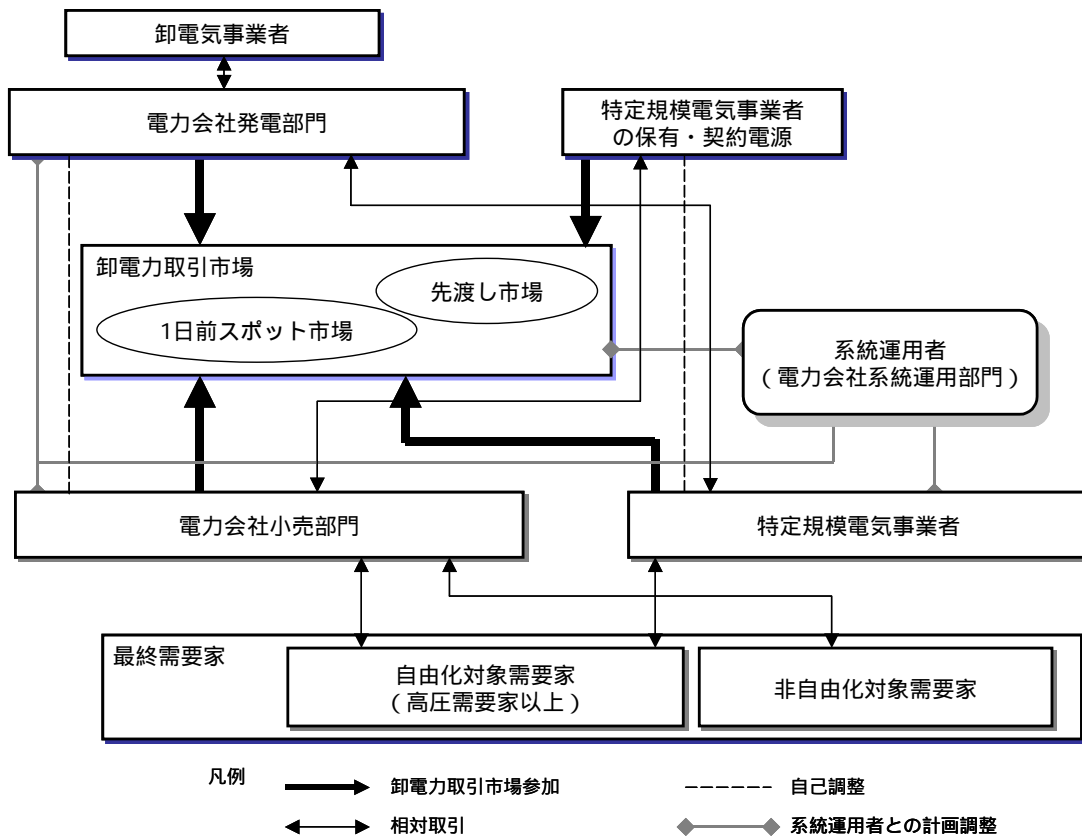 卸電気事業者
電力会社発電部門
特定規模電気事業者
の保有・契約電源
卸電力取引市場
先渡し市場
1日前スポット市場
系統運用者
(電力会社系統運用部門)
電力会社小売部門
特定規模電気事業者
最終需要家
自由化対象需要家
(高圧需要家以上)
非自由化対象需要家
凡例
卸電力取引市場参加
自己調整
相対取引
系統運用者との計画調整